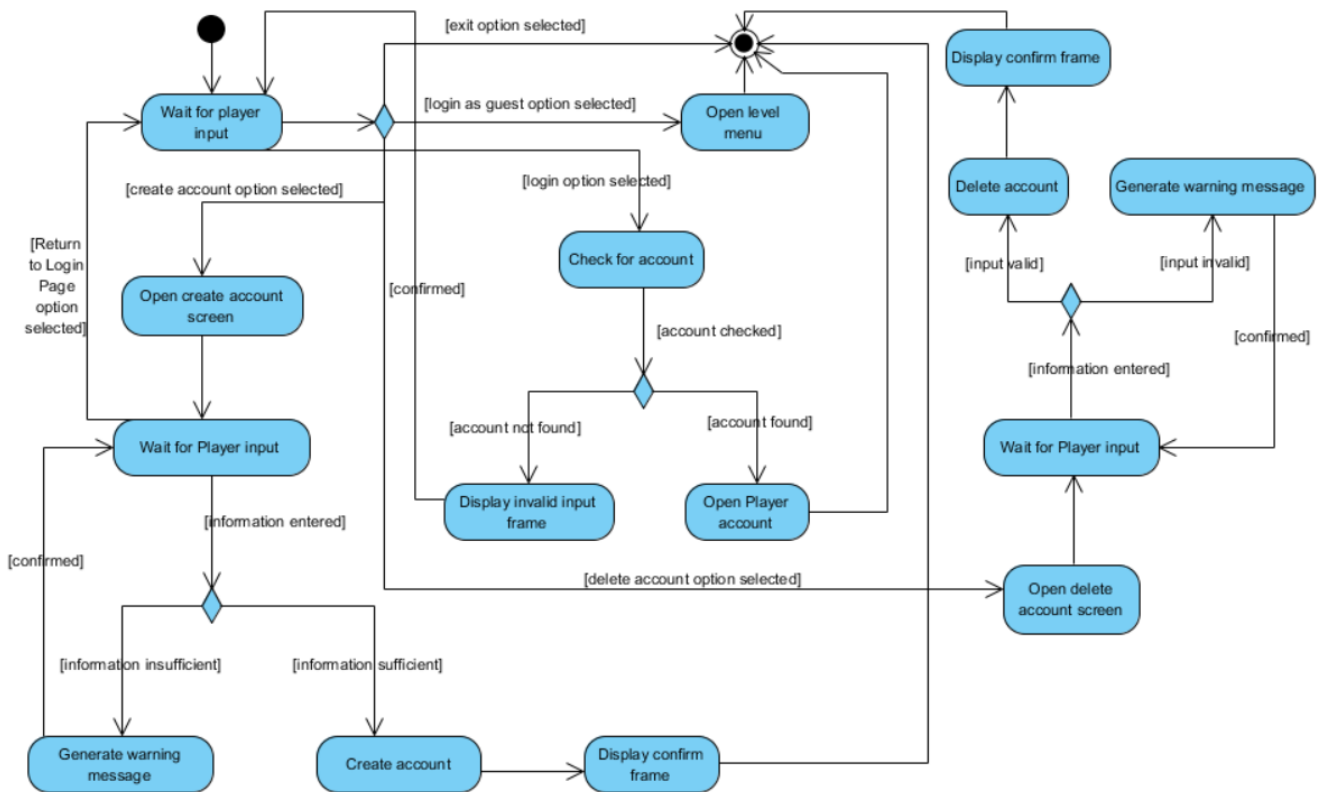 [exit option selected]
Display confirm frame
Wait for player
input
[login as guest option selected]
Open level
menu
[create account option selected]
[login option selected]
Delete account
Generate warning message
[Return
to Login
Page
option
selected]
Check for account
[input valid]
[input invalid]
Open create account
screen
[confirmed]
[account checked]
[confirmed]
[information entered]
[account not found]
[account found]
Wait for Player input
Wait for Player input
Display invalid input
frame
Open Player
account
[information entered]
[confirmed]
[delete account option selected]
Open delete
account screen
[information insufficient]
[information sufficient]
Generate warning
message
Create account
Display confirm
frame